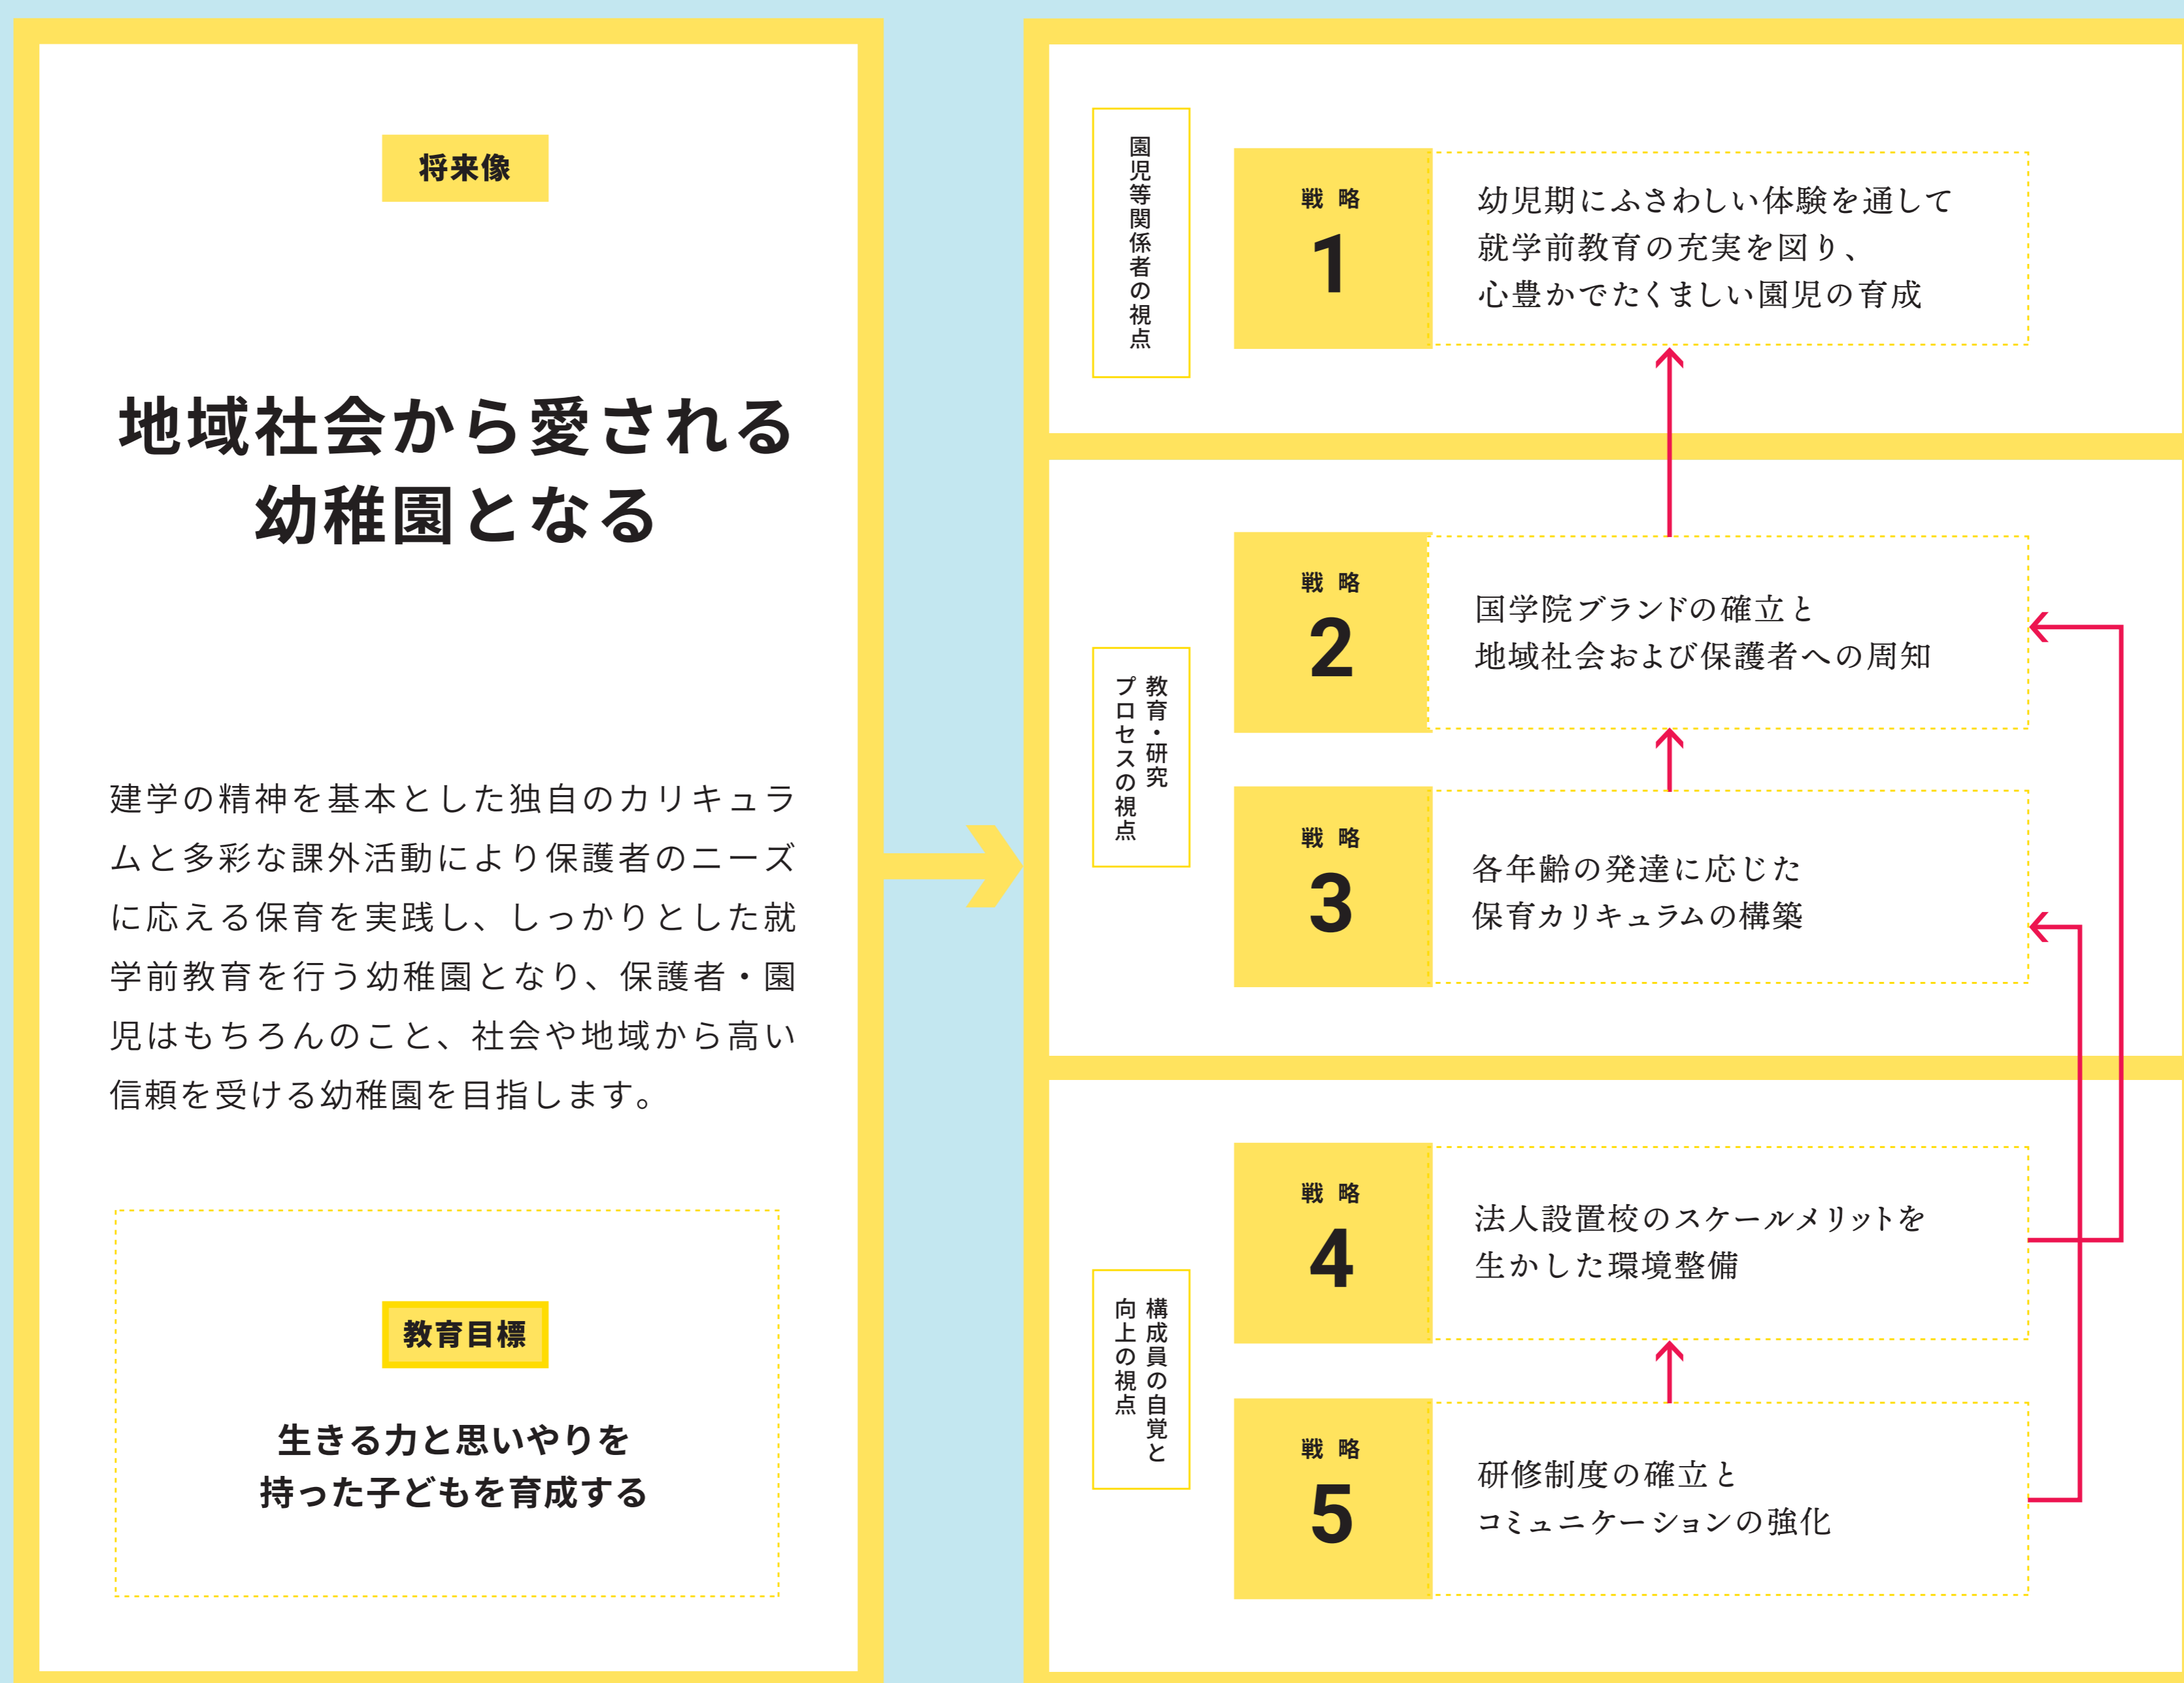 将来像
地域社会から愛される
幼稚園となる
建学の精神を基本とした独自のカリキュラ
ムと多彩な課外活動により保護者のニーズ
に応える保育を実践し、しっかりとした就
学前教育を行う幼稚園となり、保護者・園
児はもちろんのこと、社会や地域から高い
信頼を受ける幼稚園を目指します。
教育目標
生きる力と思いやりを
持った子どもを育成する
園児等関係者の視点
戦略
1
幼児期にふさわしい体験を通して
就学前教育の充実を図り、
心豊かでたくましい園児の育成
教育・研究
プロセスの視点
戦略
2
国学院ブランドの確立と
地域社会および保護者への周知
戦略
3
各年齢の発達に応じた
保育カリキュラムの構築
構成員の自覚と
向上の視点
戦略
4
法人設置校のスケールメリットを
生かした環境整備
戦略
5
研修制度の確立と
コミュニケーションの強化